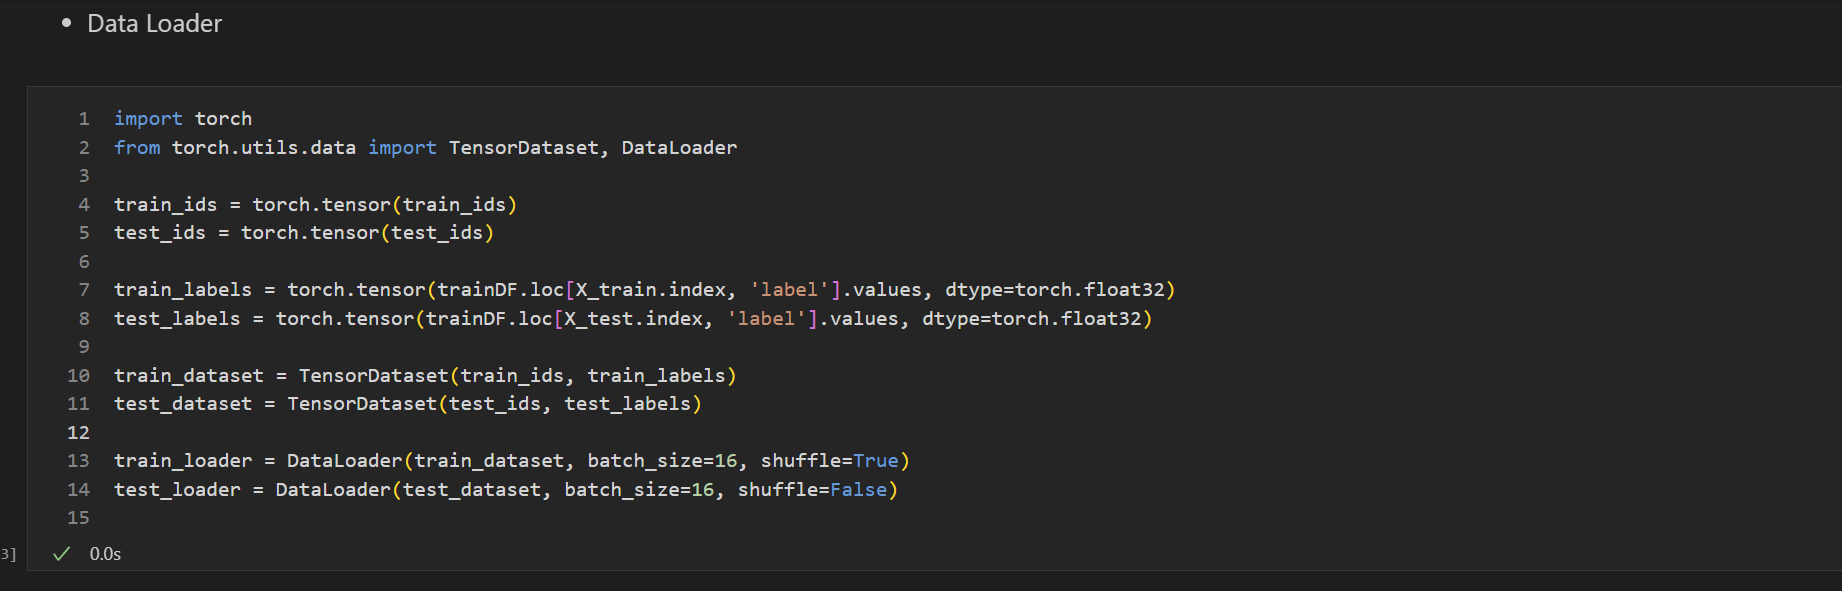 • Data Loader
1 import torch
2 from torch.utils.data import TensorDataset, DataLoader
3
4 train_ids = torch.tensor(train_ids)
5 test_ids = torch.tensor(test_ids)
6
7 train_labels = torch.tensor(trainDF.loc[X_train.index, 'label'].values, dtype=torch.float32)
8 test_labels = torch.tensor(trainDF.loc[X_test.index, 'label'].values, dtype=torch.float32)
9
10 train_dataset = TensorDataset(train_ids, train_labels)
11 test_dataset = TensorDataset(test_ids, test_labels)
12
13 train_loader = DataLoader(train_dataset, batch_size=16, shuffle=True)
14 test_loader = DataLoader(test_dataset, batch_size=16, shuffle=False)
15
3] ✓ 0.0s